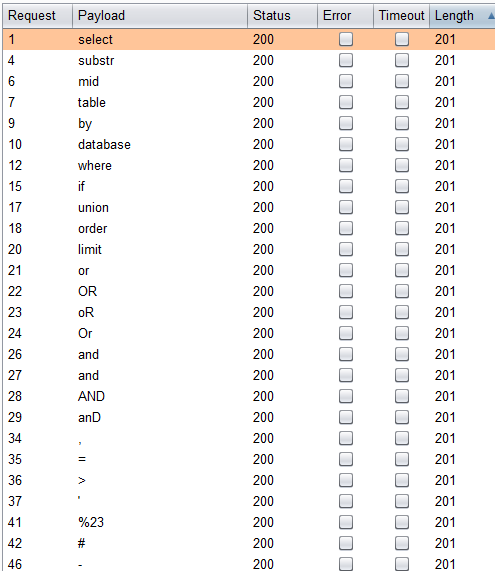 Request Payload Status Error Timeout Length
1 select 200 201
4 substr 200 201
6 mid 200 201
7 table 200 201
9 by 200 201
10 database 200 201
12 where 200 201
15 if 200 201
17 union 200 201
18 order 200 201
20 limit 200 201
21 or 200 201
22 OR 200 201
23 oR 200 201
24 Or 200 201
26 and 200 201
27 and 200 201
28 AND 200 201
29 anD 200 201
34 , 200 201
35 = 200 201
36 > 200 201
37 ' 200 201
41 %23 200 201
42 # 200 201
46 - 200 201